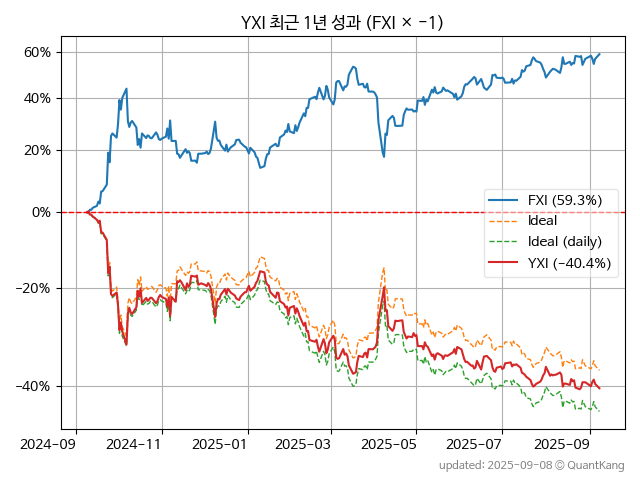 YXI 최근 1년 성과 (FXI × −1)
60%
40%
20%
0%
−20%
−40%
FXI (59.3%)
Ideal
Ideal (daily)
YXI (−40.4%)
2024-09 2024-11 2025-01 2025-03 2025-05 2025-07 2025-09
updated: 2025-09-08 © QuantKang